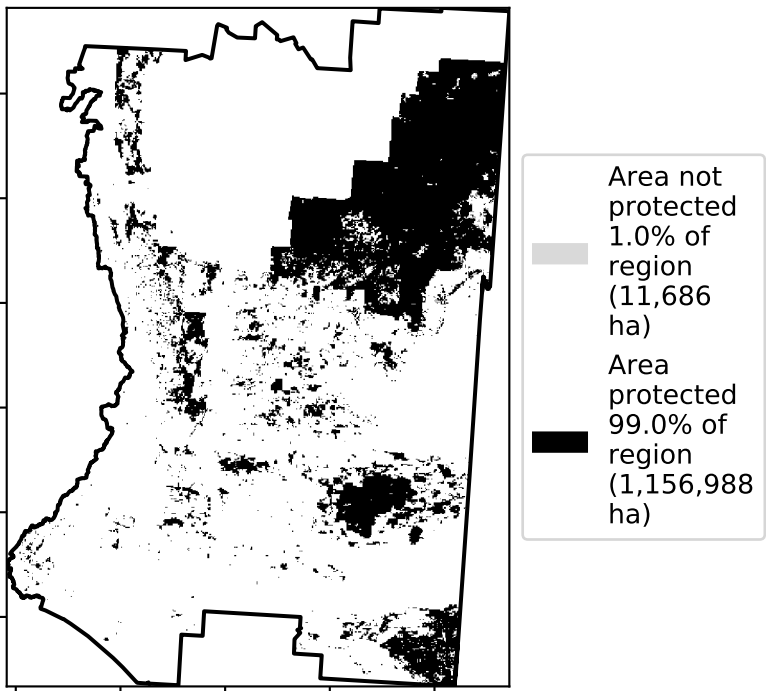 Area not
protected
1.0% of
region
(11,686
ha)
Area
protected
99.0% of
region
(1,156,988
ha)